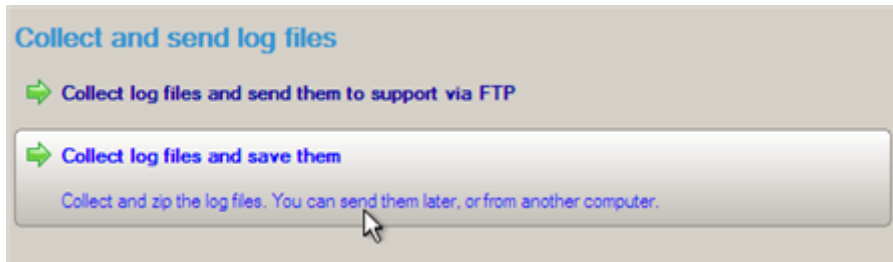 Collect and send log files
Collect log files and send them to support via FTP
Collect log files and save them
Collect and zip the log files. You can send them later, or from another computer.